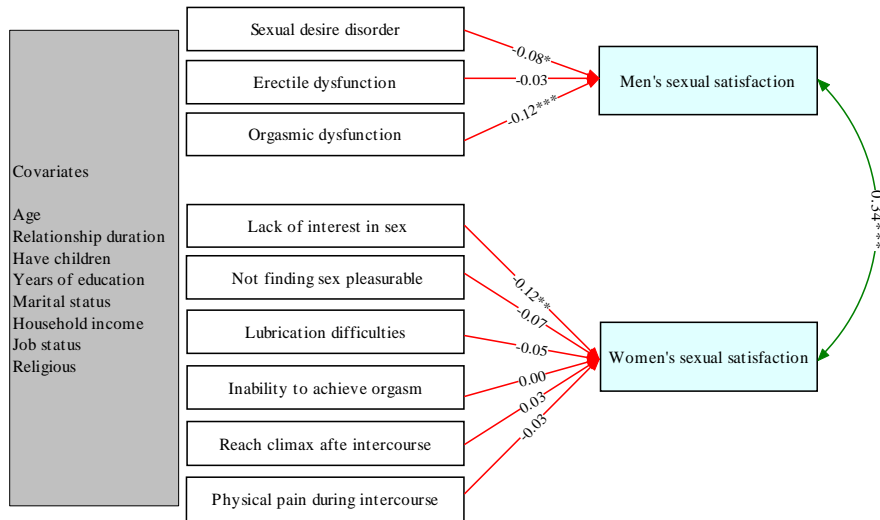 Sexual desire disorder
Erectile dysfunction
Orgasmic dysfunction
-0.08*
-0.03
-0.12***
Men's sexual satisfaction
Covariates
Age
Relationship duration
Have children
Years of education
Marital status
Household income
Job status
Religious
Lack of interest in sex
Not finding sex pleasurable
Lubrication difficulties
Inability to achieve orgasm
Reach climax afte intercourse
Physical pain during intercourse
-0.12**
-0.07
-0.05
0.00
0.03
-0.03
Women's sexual satisfaction
0.34***